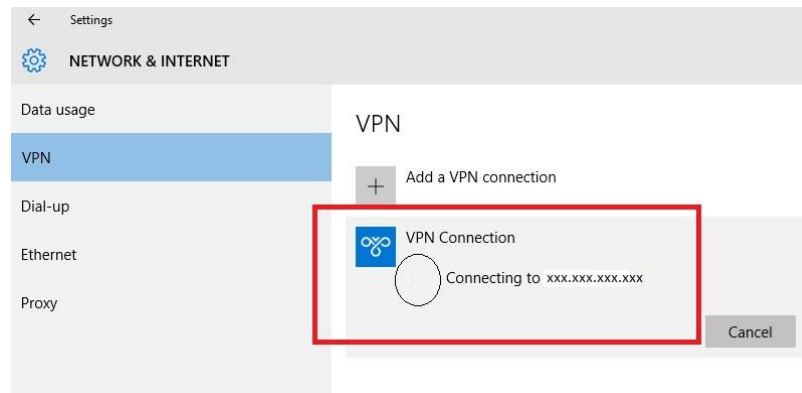 Settings
NETWORK & INTERNET
Data usage
VPN
Dial-up
Ethernet
Proxy
VPN
Add a VPN connection
VPN Connection
Connecting to xxx.xxx.xxx.xxx
Cancel